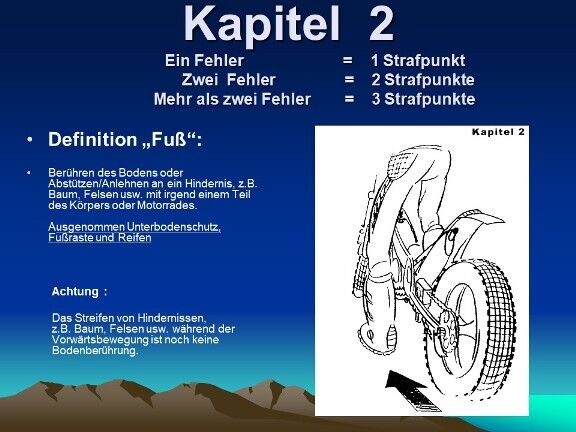 Kapitel 2
Ein Fehler = 1 Strafpunkt
Zwei Fehler = 2 Strafpunkte
Mehr als zwei Fehler = 3 Strafpunkte
• Definition „Fuß“:
• Berühren des Bodens oder
Abstützen/Anlehnen an ein Hindernis, z.B.
Baum, Felsen usw. mit irgend einem Teil
des Körpers oder Motorrades.
Ausgenommen Unterbodenschutz,
Fußraste und Reifen
Achtung :
Das Streifen von Hindernissen,
z.B. Baum, Felsen usw. während der
Vorwärtsbewegung ist noch keine
Bodenberührung.
Kapitel 2